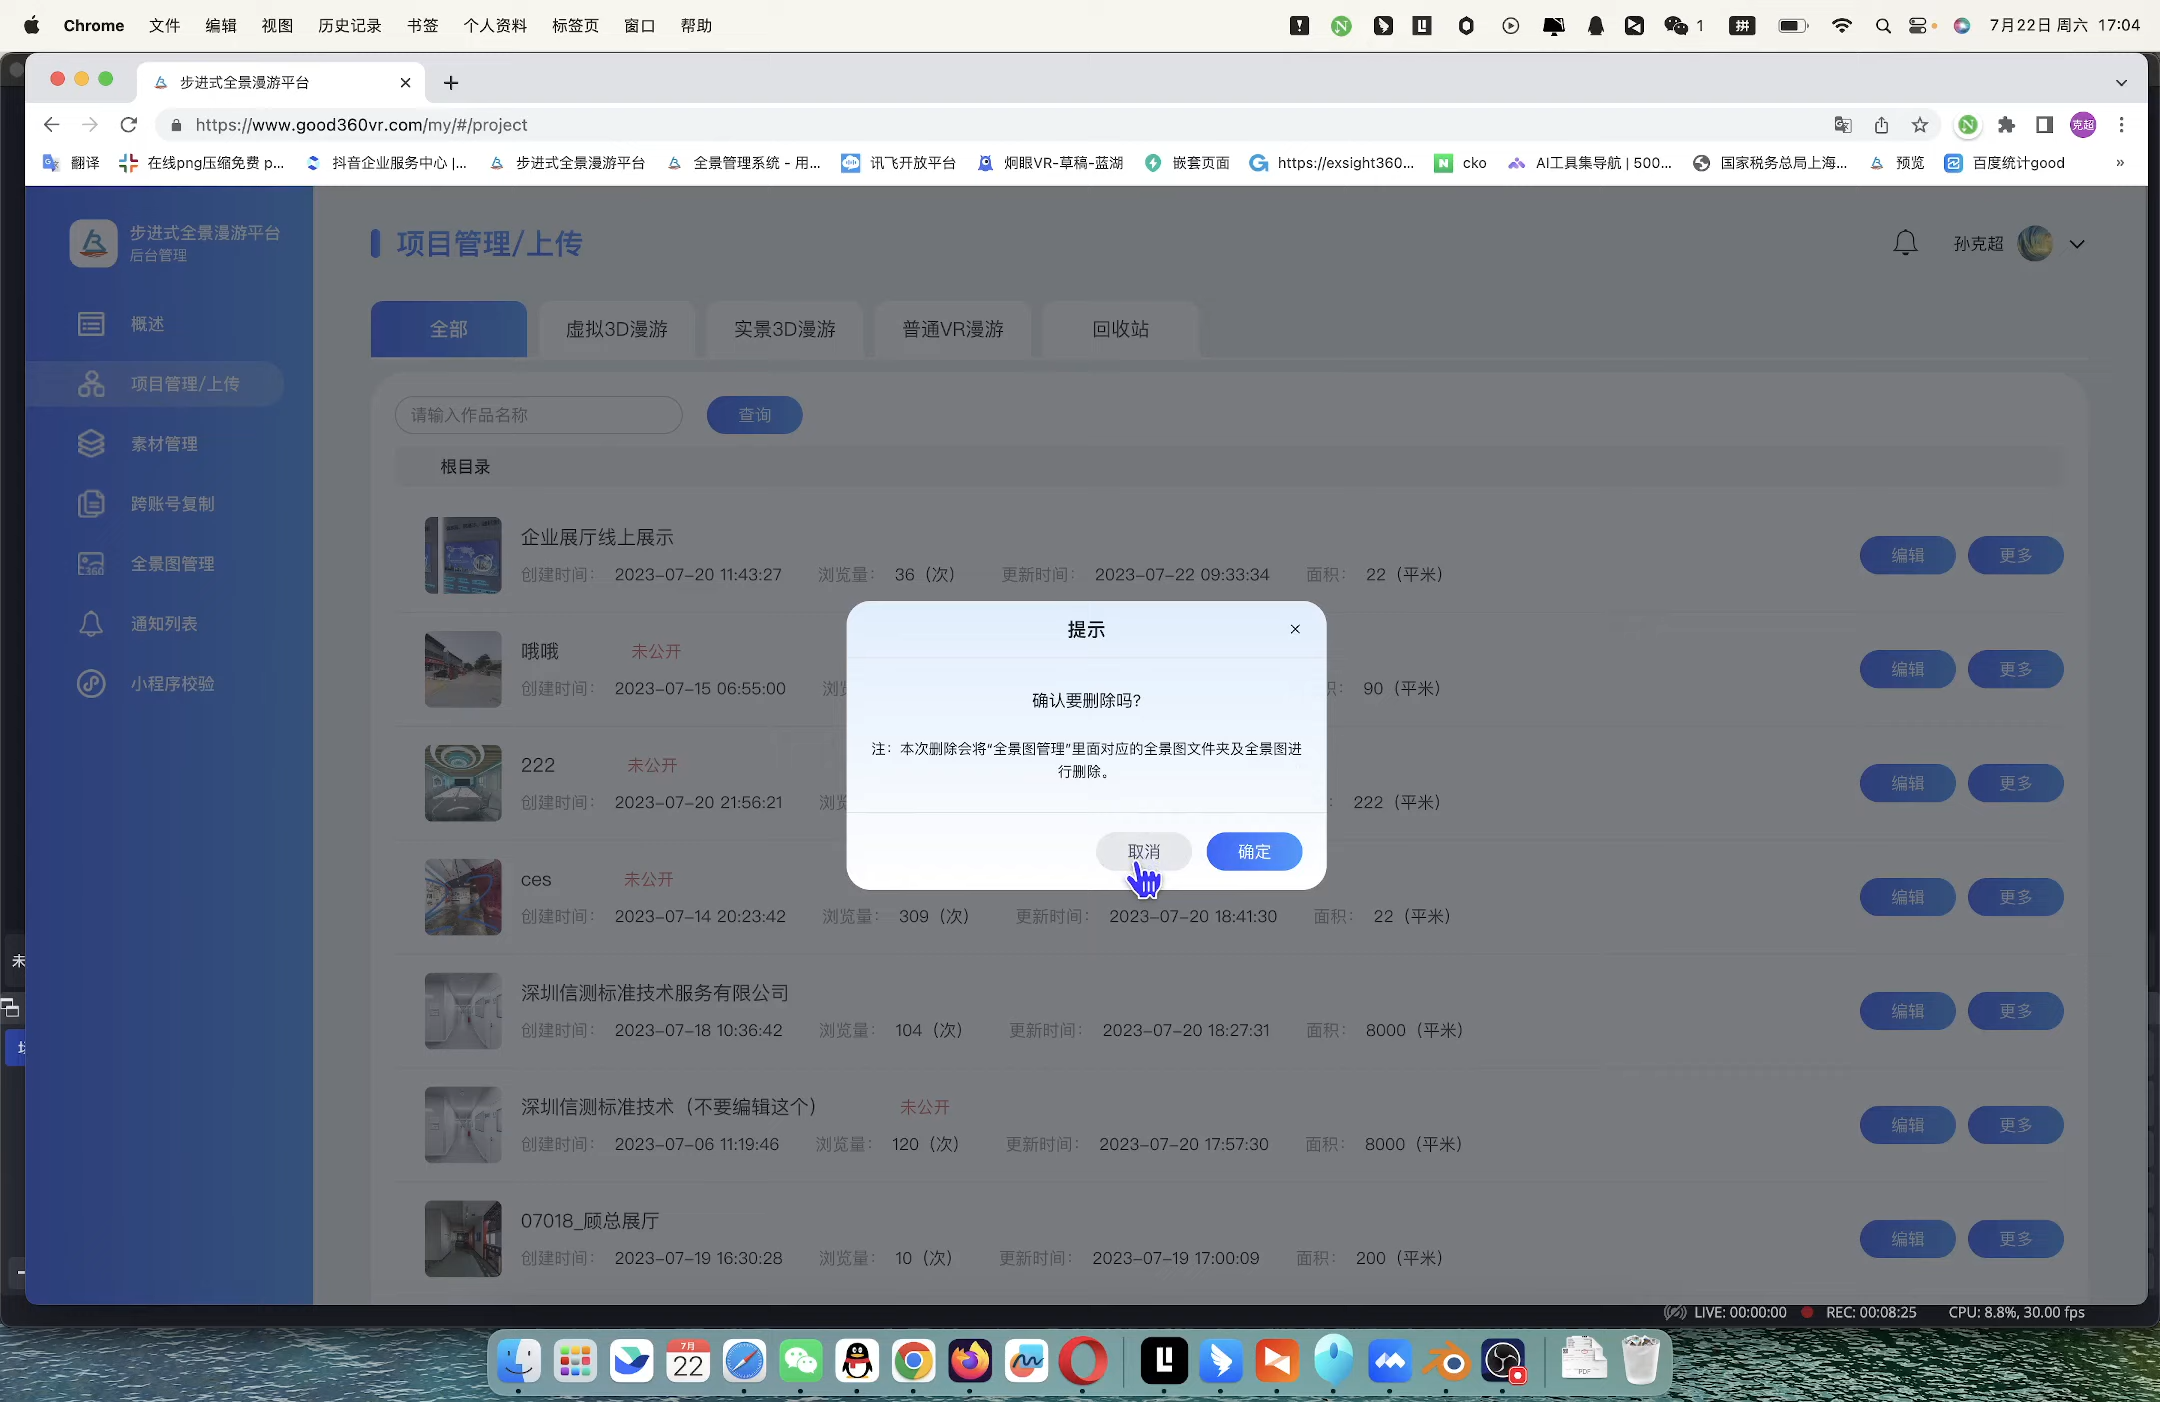 Chrome 文件 编辑 视图 历史记录 书签 个人资料 标签页 窗口 帮助 1 拼 7月22日 周六 17:04
步进式全景漫游平台
https://www.good360vr.com/my/#/project 克超
翻译 在线png压缩免费 p... 抖音企业服务中心 |... 步进式全景漫游平台 全景管理系统 - 用... 讯飞开放平台 炯眼VR-草稿-蓝湖 嵌套页面 https://exsight360... cko AI工具集导航 | 500... 国家税务总局上海... 预览 百度统计good »
步进式全景漫游平台
后台管理
概述
项目管理/上传
素材管理
跨账号复制
全景图管理
通知列表
小程序校验
项目管理/上传
孙克超
全部 虚拟3D漫游 实景3D漫游 普通VR漫游 回收站
请输入作品名称 查询
根目录
企业展厅线上展示
创建时间： 2023-07-20 11:43:27 浏览量： 36（次） 更新时间： 2023-07-22 09:33:34 面积： 22（平米）
编辑 更多
哦哦 未公开
创建时间： 2023-07-15 06:55:00 90（平米）
编辑 更多
222 未公开
创建时间： 2023-07-20 21:56:21 222（平米）
编辑 更多
ces 未公开
创建时间： 2023-07-14 20:23:42 浏览量： 309（次） 更新时间： 2023-07-20 18:41:30 面积： 22（平米）
编辑 更多
深圳信测标准技术服务有限公司
创建时间： 2023-07-18 10:36:42 浏览量： 104（次） 更新时间： 2023-07-20 18:27:31 面积： 8000（平米）
编辑 更多
深圳信测标准技术（不要编辑这个） 未公开
创建时间： 2023-07-06 11:19:46 浏览量： 120（次） 更新时间： 2023-07-20 17:57:30 面积： 8000（平米）
编辑 更多
07018_顾总展厅
创建时间： 2023-07-19 16:30:28 浏览量： 10（次） 更新时间： 2023-07-19 17:00:09 面积： 200（平米）
编辑 更多
提示
确认要删除吗?
注：本次删除会将“全景图管理”里面对应的全景图文件夹及全景图进
行删除。
取消 确定
LIVE: 00:00:00 REC: 00:08:25 CPU: 8.8%, 30.00 fps
7月
22
PDF